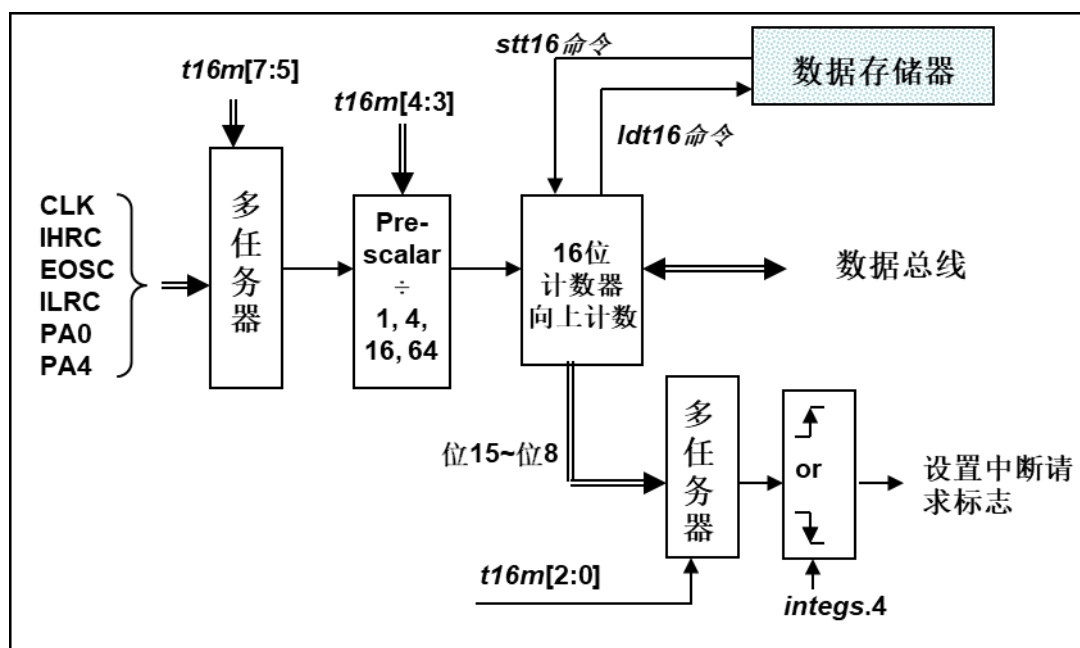 stt16命令
数据存储器
t16m[7:5]
t16m[4:3]
ldt16命令
CLK
IHRC
EOSC
ILRC
PA0
PA4
多
任
务
器
Pre-
scalar
÷
1, 4,
16, 64
16位
计数器
向上计数
数据总线
位15~位8
多
任
务
器
or
设置中断请
求标志
t16m[2:0]
integs.4